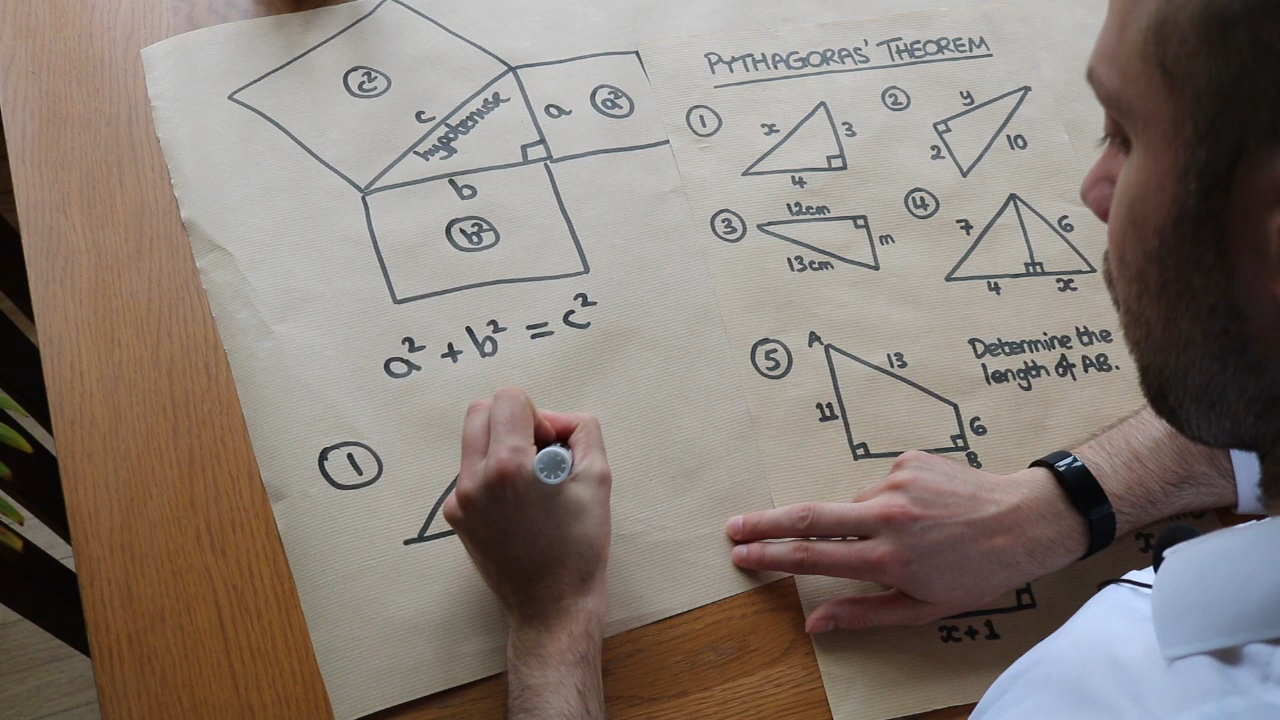 c²
c
hypotenuse
a
a²
b
b²
a² + b² = c²
1
PYTHAGORAS' THEOREM
1
x
3
4
2
y
2
10
3
12cm
m
13cm
4
7
6
4
x
5
A
13
11
6
B
Determine the
length of AB.
x+1